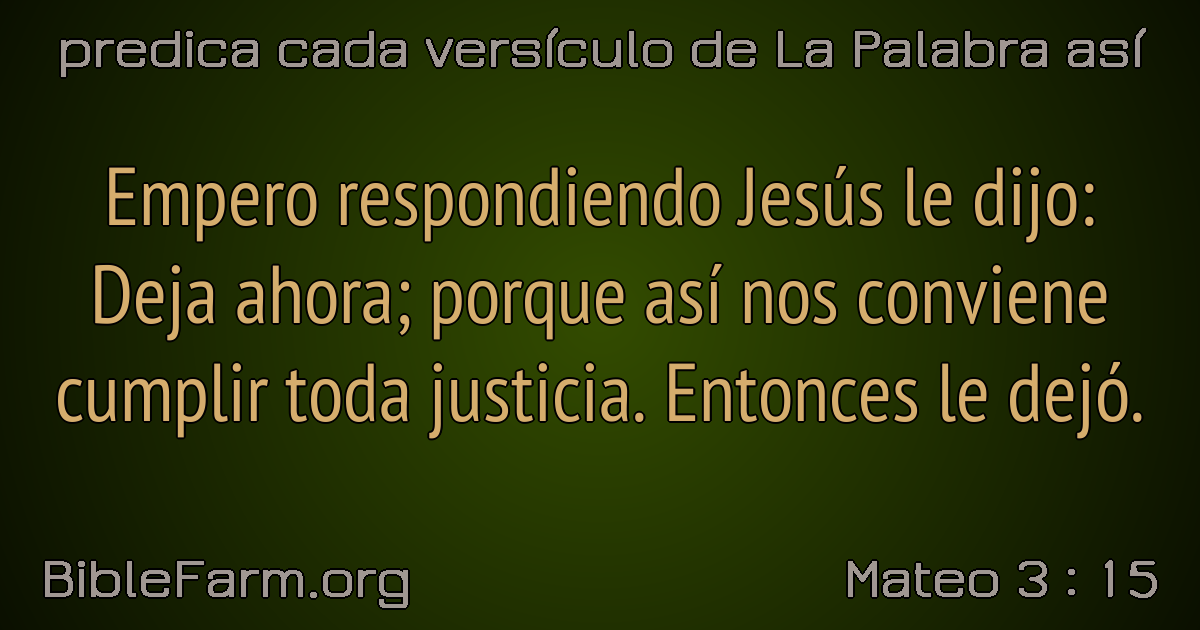 predica cada versículo de La Palabra así
Empero respondiendo Jesús le dijo:
Deja ahora; porque así nos conviene
cumplir toda justicia. Entonces le dejó.
BibleFarm.org
Mateo 3 : 15